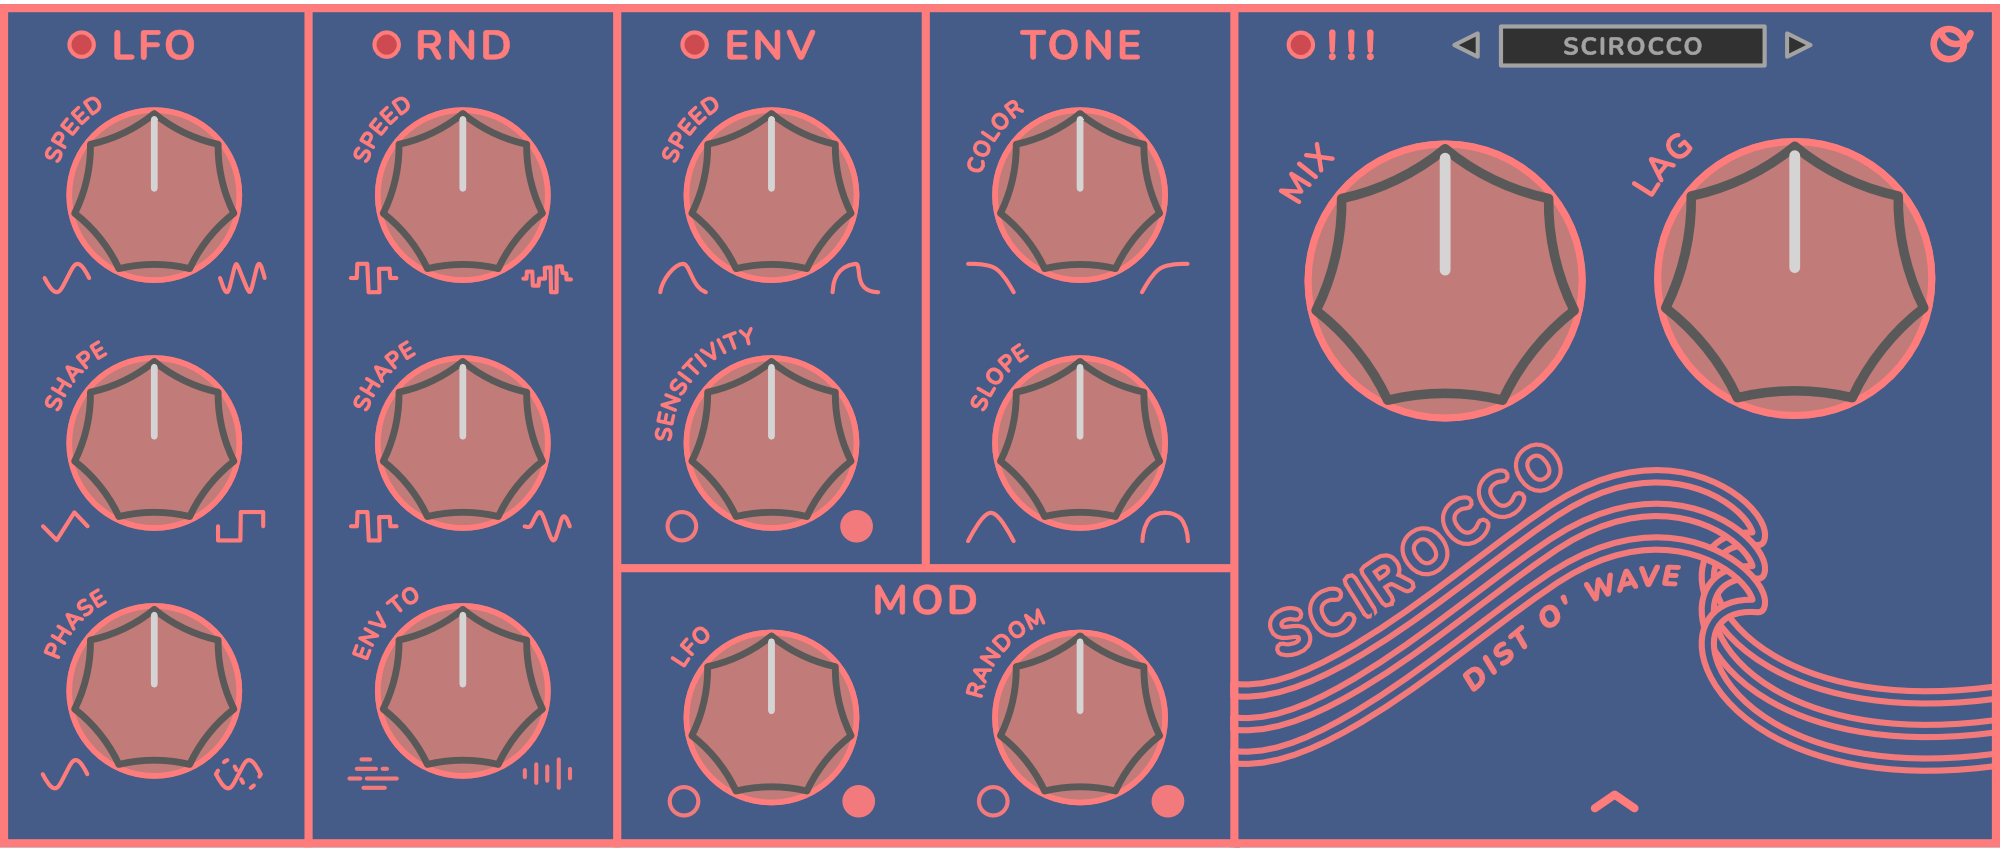 LFO
SPEED
SHAPE
PHASE
RND
SPEED
SHAPE
ENV TO
ENV
SPEED
SENSITIVITY
TONE
COLOR
SLOPE
MOD
LFO
RANDOM
!!!
SCIROCCO
MIX
LAG
SCIROCCO
DIST O' WAVE